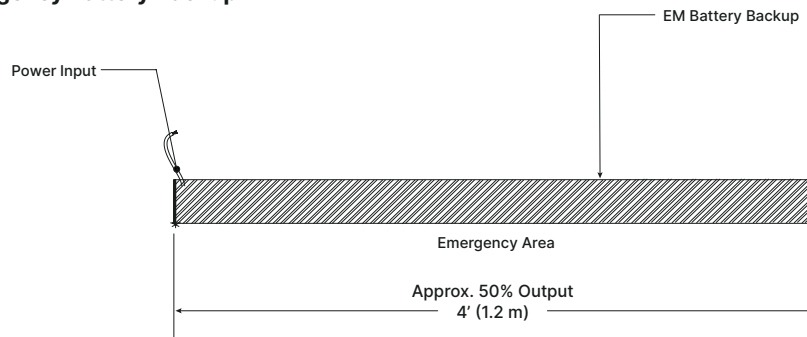 EM Battery Backup
Power Input
Emergency Area
Approx. 50% Output
4' (1.2 m)